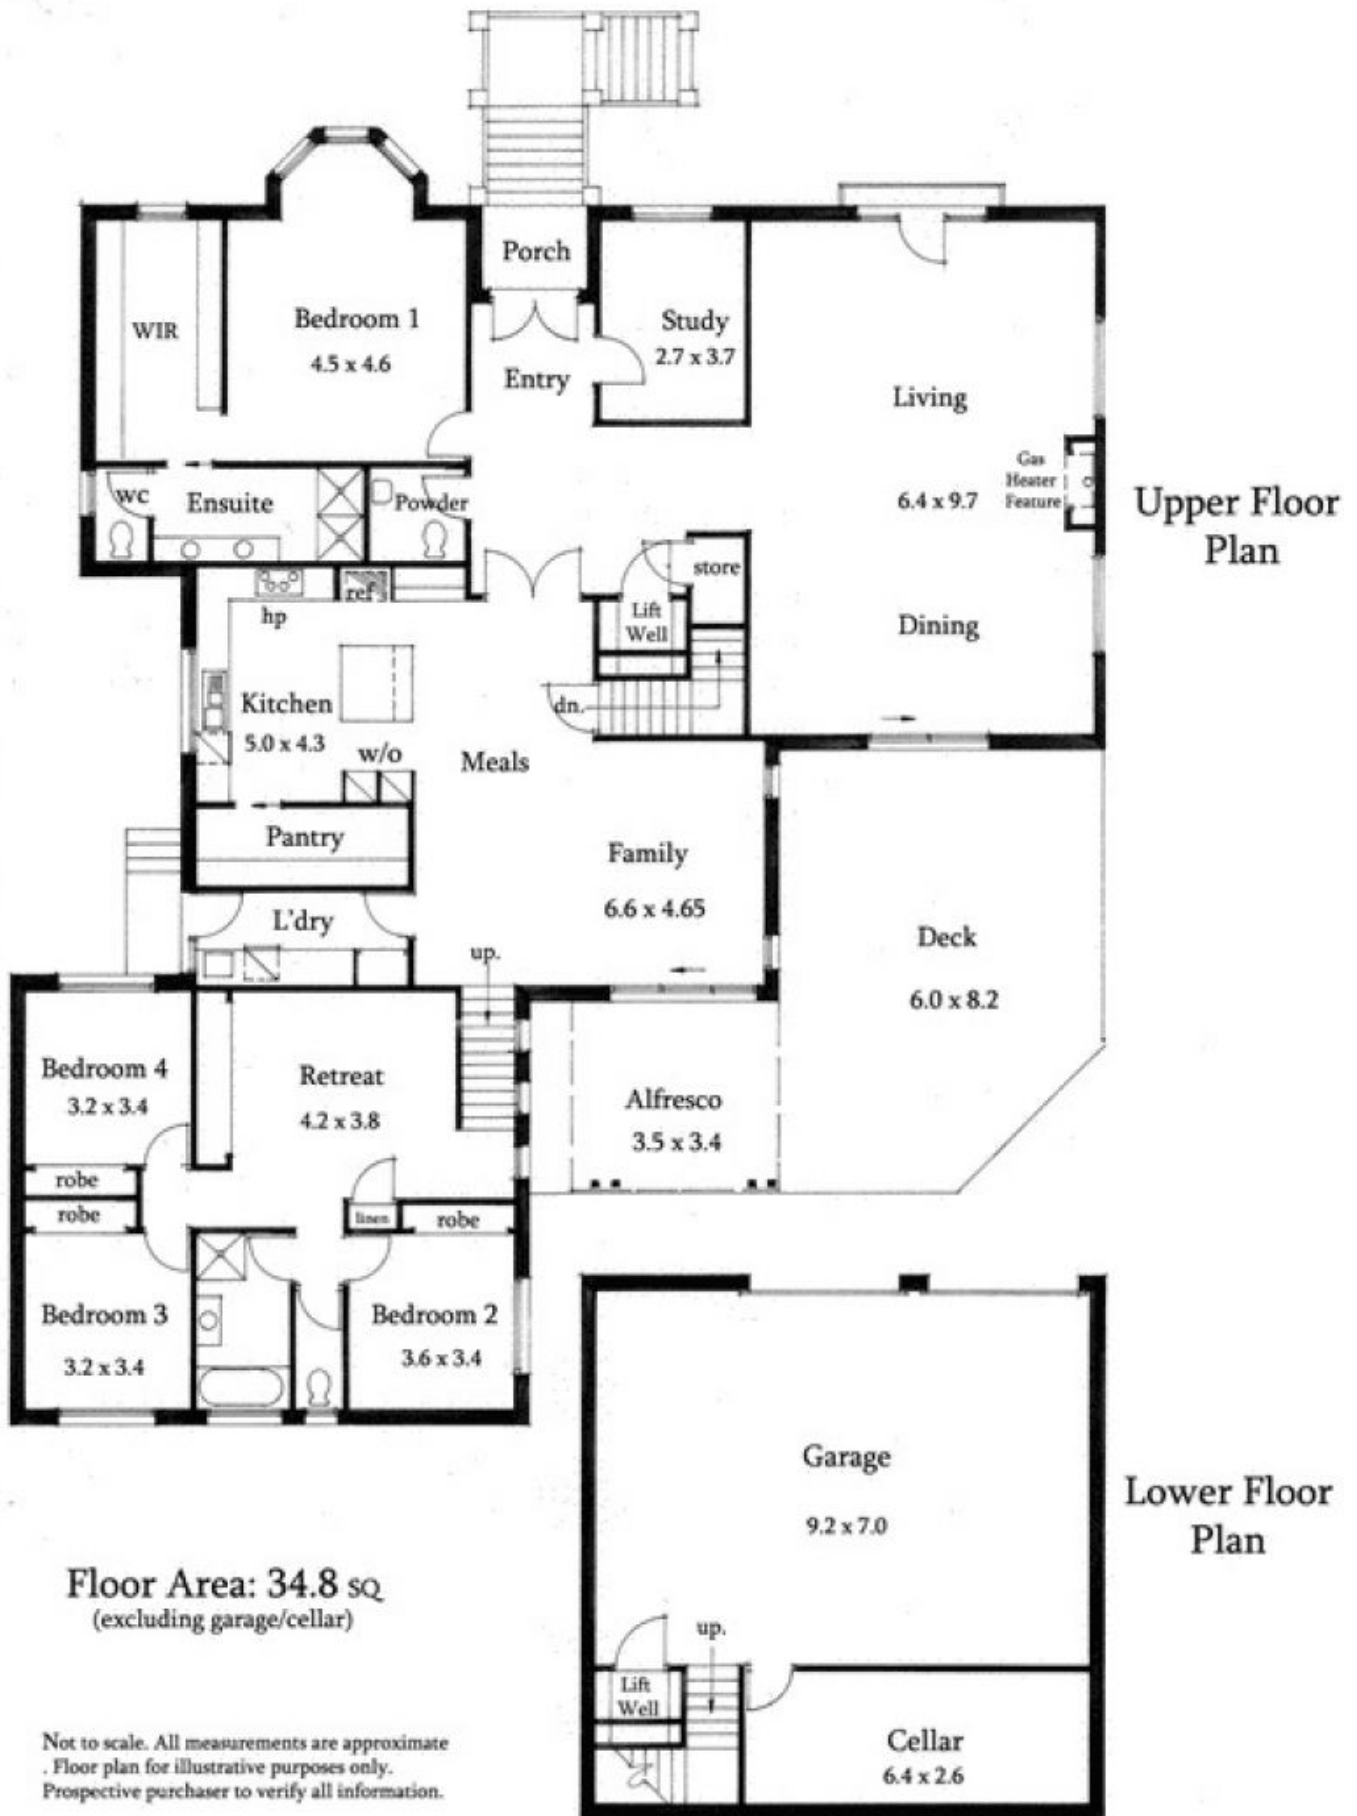 Porch
Bedroom 1
4.5 x 4.6
WIR
Study
2.7 x 3.7
Entry
Living
Gas
Heater
Feature
6.4 x 9.7
Upper Floor
Plan
wc
Ensuite
Powder
ref
hp
store
Lift
Well
Dining
Kitchen
5.0 x 4.3
dn.
w/o
Meals
Pantry
Family
6.6 x 4.65
L'dry
up.
Deck
6.0 x 8.2
Bedroom 4
3.2 x 3.4
Retreat
4.2 x 3.8
Alfresco
3.5 x 3.4
robe
robe
linen
robe
Bedroom 3
3.2 x 3.4
Bedroom 2
3.6 x 3.4
Garage
9.2 x 7.0
Lower Floor
Plan
Floor Area: 34.8 SQ
(excluding garage/cellar)
up.
Lift
Well
Cellar
6.4 x 2.6
Not to scale. All measurements are approximate
. Floor plan for illustrative purposes only.
Prospective purchaser to verify all information.